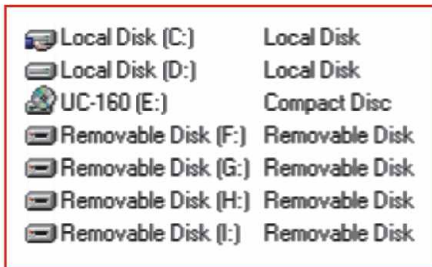 Local Disk (C:) Local Disk
Local Disk (D:) Local Disk
UC-160 (E:) Compact Disc
Removable Disk (F:) Removable Disk
Removable Disk (G:) Removable Disk
Removable Disk (H:) Removable Disk
Removable Disk (I:) Removable Disk